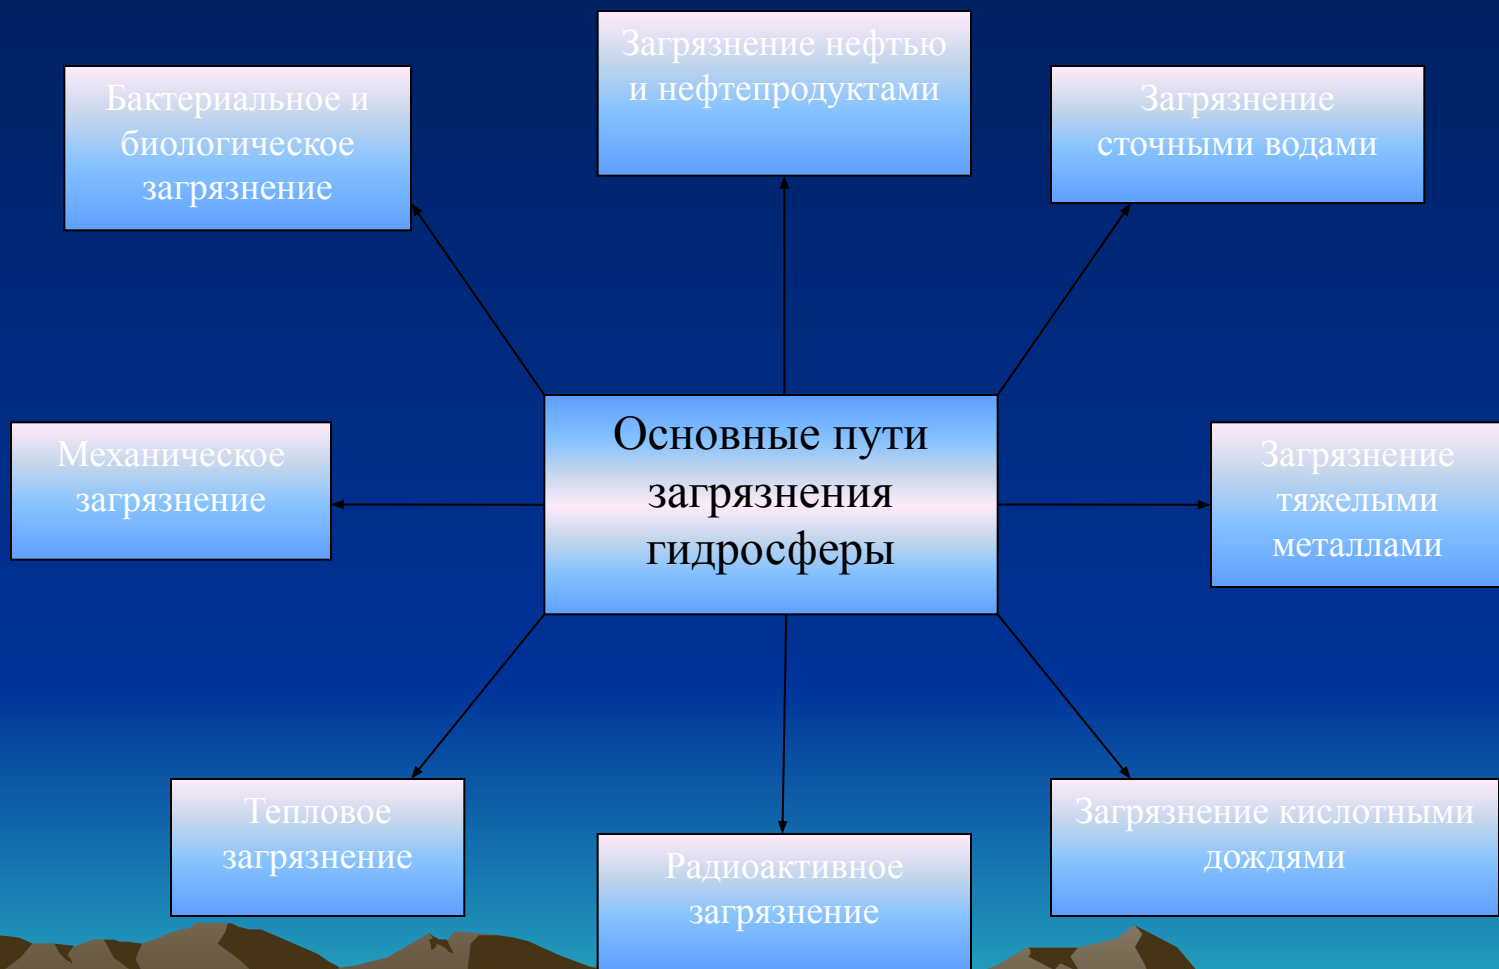 Загрязнение нефтью
и нефтепродуктами
Бактериальное и
биологическое
загрязнение
Загрязнение
сточными водами
Основные пути
загрязнения
гидросферы
Механическое
загрязнение
Загрязнение
тяжелыми
металлами
Тепловое
загрязнение
Радиоактивное
загрязнение
Загрязнение кислотными
дождями